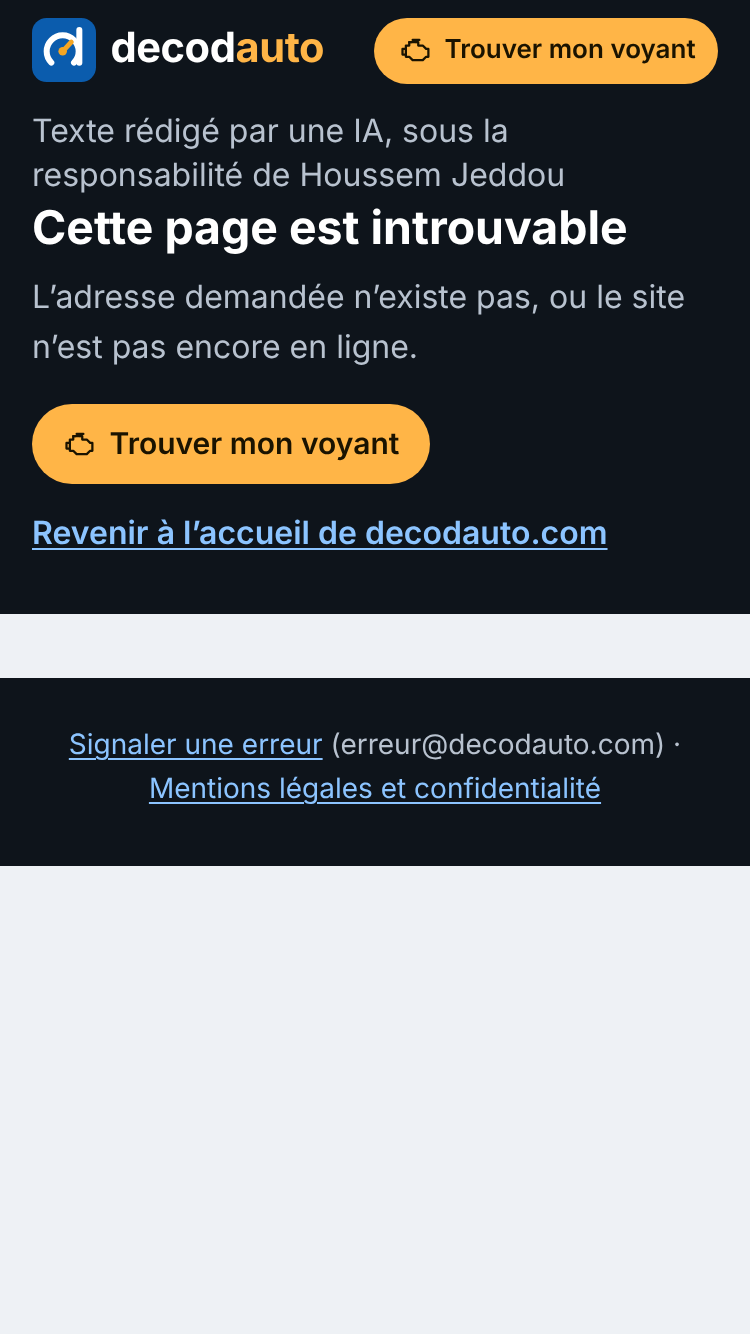 decodauto
Trouver mon voyant
Texte rédigé par une IA, sous la
responsabilité de Houssem Jeddou
Cette page est introuvable
L’adresse demandée n’existe pas, ou le site
n’est pas encore en ligne.
Trouver mon voyant
Revenir à l’accueil de decodauto.com
Signaler une erreur (erreur@decodauto.com) ·
Mentions légales et confidentialité